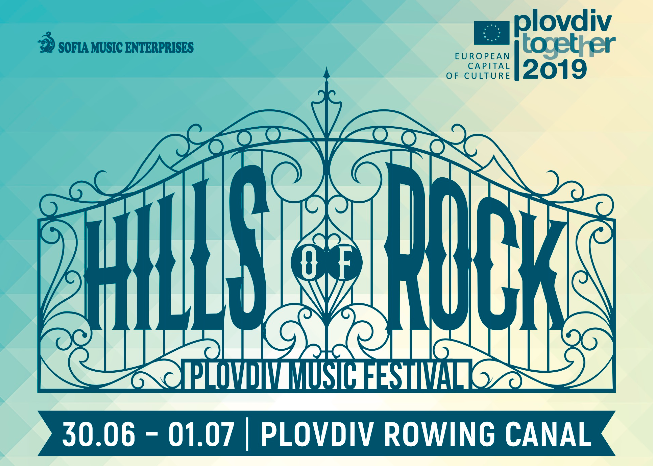 SOFIA MUSIC ENTERPRISES
EUROPEAN
CAPITAL
OF CULTURE
plovdiv
together
2019
HILLS OF ROCK
PLOVDIV MUSIC FESTIVAL
30.06 – 01.07 | PLOVDIV ROWING CANAL